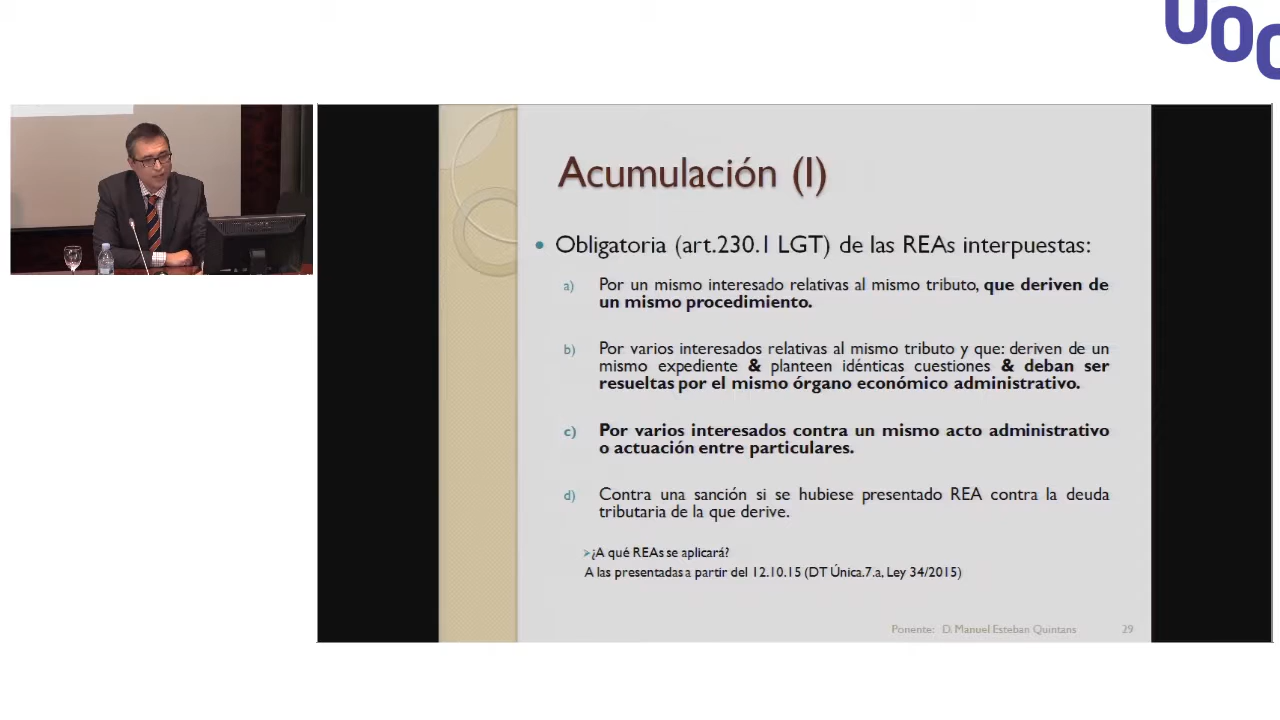 UOC
Acumulación (I)
• Obligatoria (art.230.1 LGT) de las REAs interpuestas:
a) Por un mismo interesado relativas al mismo tributo, que deriven de
un mismo procedimiento.
b) Por varios interesados relativas al mismo tributo y que: deriven de un
mismo expediente & planteen idénticas cuestiones & deban ser
resueltas por el mismo órgano económico administrativo.
c) Por varios interesados contra un mismo acto administrativo
o actuación entre particulares.
d) Contra una sanción si se hubiese presentado REA contra la deuda
tributaria de la que derive.
➢¿A qué REAs se aplicará?
A las presentadas a partir del 12.10.15 (DT Única.7.a, Ley 34/2015)
Ponente: D. Manuel Esteban Quintans 29